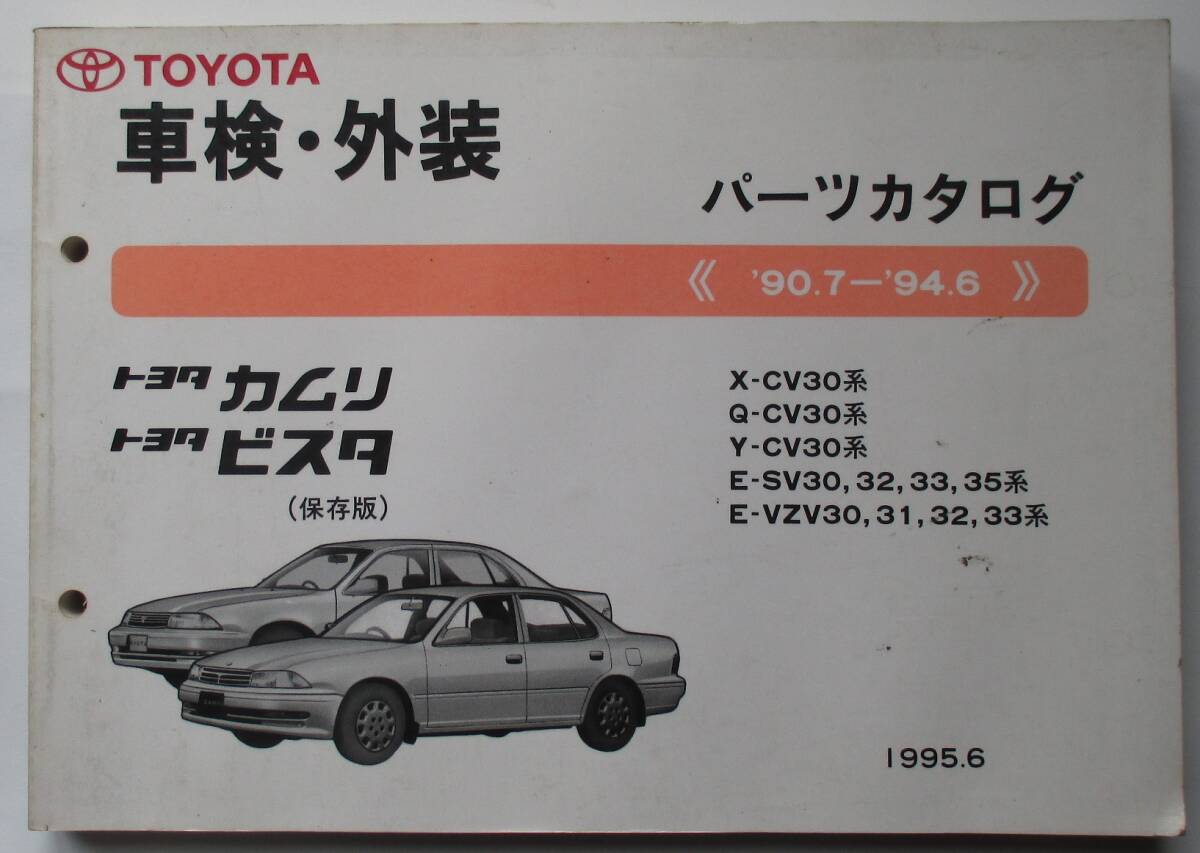 TOYOTA
車検・外装
パーツカタログ
《 '90.7—'94.6 》
トヨタ カムリ
トヨタ ビスタ
(保存版)
X-CV30系
Q-CV30系
Y-CV30系
E-SV30,32,33,35系
E-VZV30,31,32,33系
1995.6